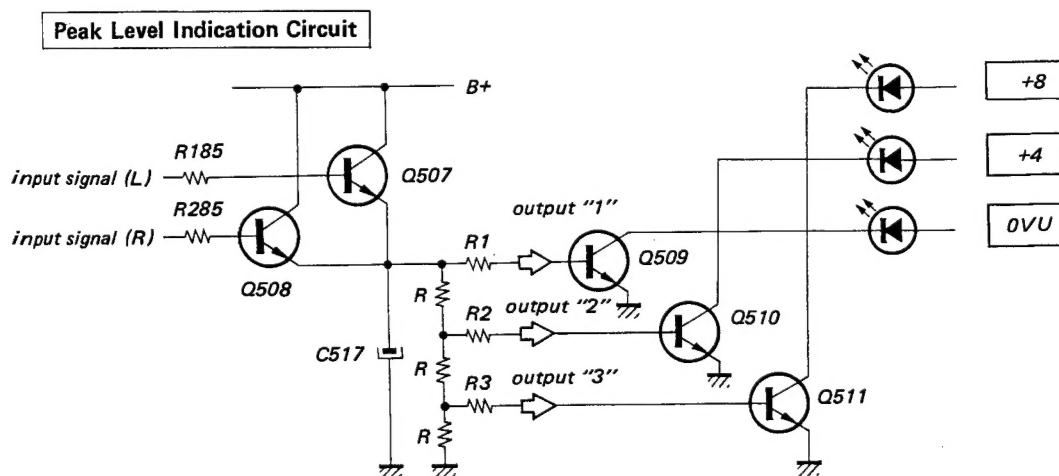 Peak Level Indication Circuit
B+
+8
R185
Q507
+4
input signal (L)
R285
output "1"
0VU
input signal (R)
R1
Q509
Q508
R
output "2"
R2
Q510
C517
R
R3
output "3"
Q511
R